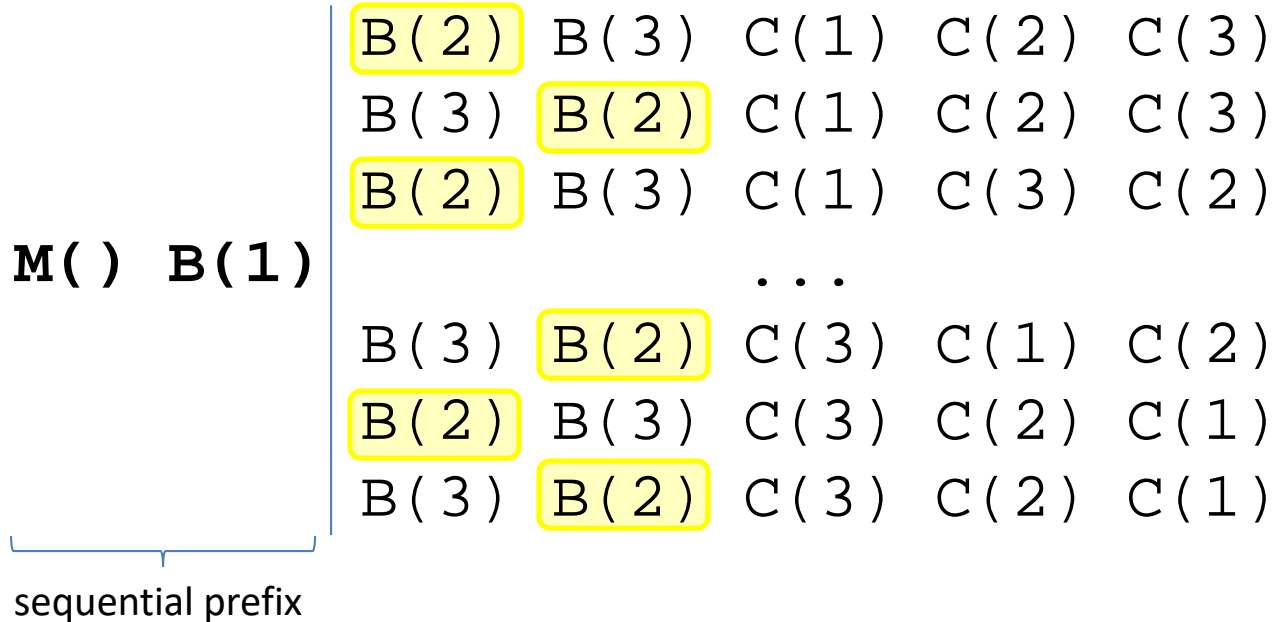 B(2) B(3) C(1) C(2) C(3)
B(3) B(2) C(1) C(2) C(3)
B(2) B(3) C(1) C(3) C(2)
M() B(1)
...
B(3) B(2) C(3) C(1) C(2)
B(2) B(3) C(3) C(2) C(1)
B(3) B(2) C(3) C(2) C(1)
sequential prefix